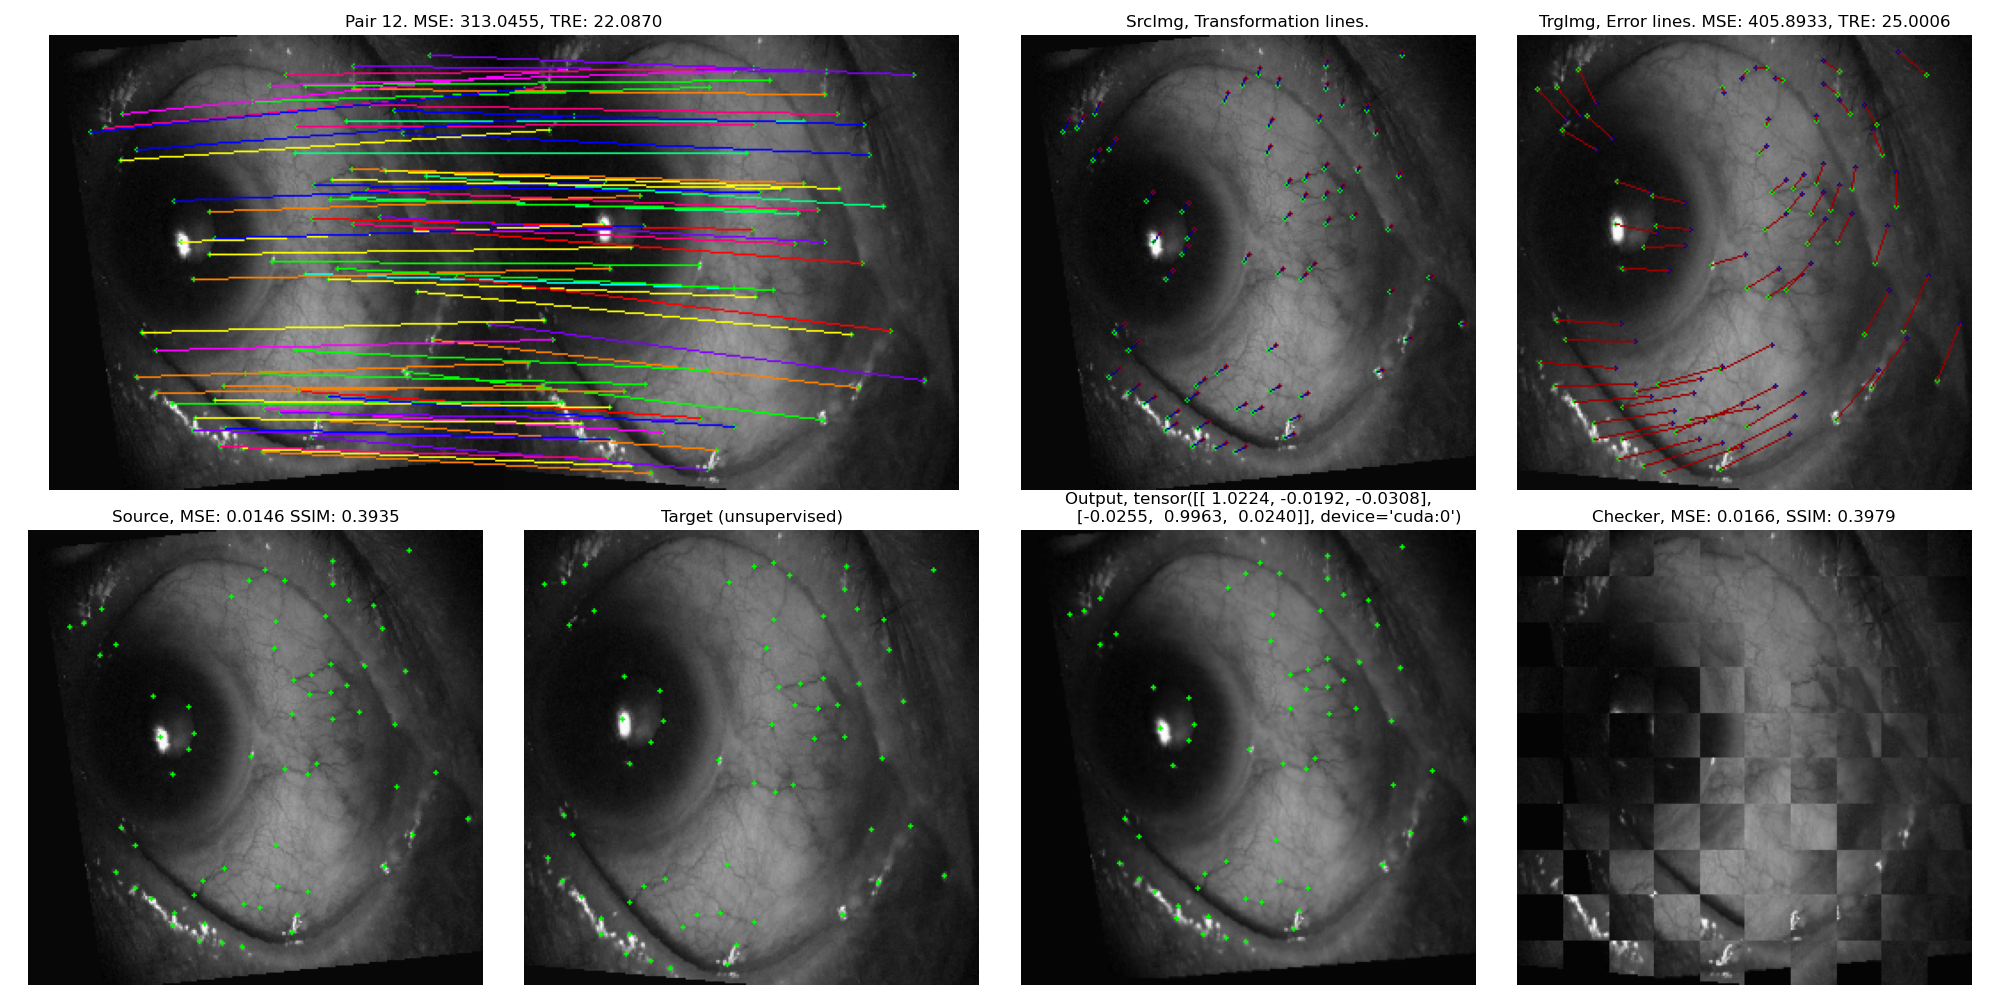 Pair 12. MSE: 313.0455, TRE: 22.0870
SrcImg, Transformation lines.
TrgImg, Error lines. MSE: 405.8933, TRE: 25.0006
Source, MSE: 0.0146 SSIM: 0.3935
Target (unsupervised)
Output, tensor([[ 1.0224, -0.0192, -0.0308],
[-0.0255, 0.9963, 0.0240]], device='cuda:0')
Checker, MSE: 0.0166, SSIM: 0.3979